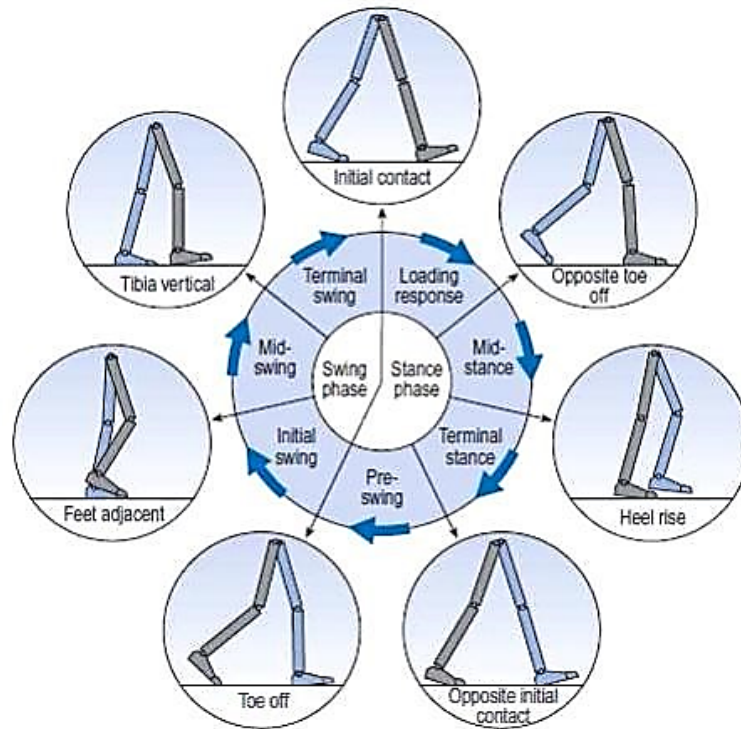 Initial contact
Opposite toe
off
Heel rise
Opposite initial
contact
Toe off
Feet adjacent
Tibia vertical
Loading
response
Mid-
stance
Terminal
stance
Pre-
swing
Initial
swing
Mid-
swing
Terminal
swing
Swing
phase
Stance
phase